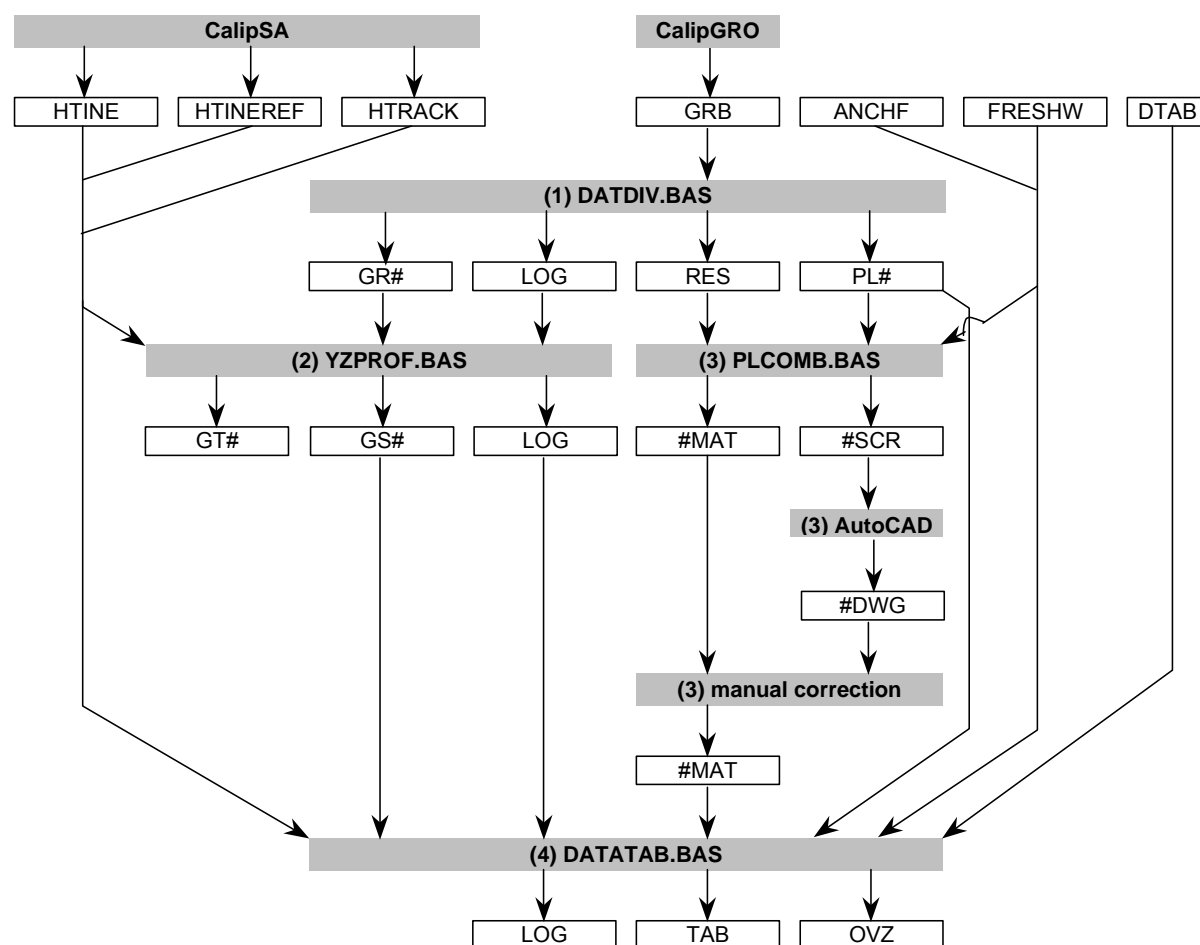 CalipSA
CalipGRO
HTINE
HTINEREF
HTRACK
GRB
ANCHF
FRESHW
DTAB
(1) DATDIV.BAS
GR#
LOG
RES
PL#
(2) YZPROF.BAS
(3) PLCOMB.BAS
GT#
GS#
LOG
#MAT
#SCR
(3) AutoCAD
#DWG
(3) manual correction
#MAT
(4) DATATAB.BAS
LOG
TAB
OVZ